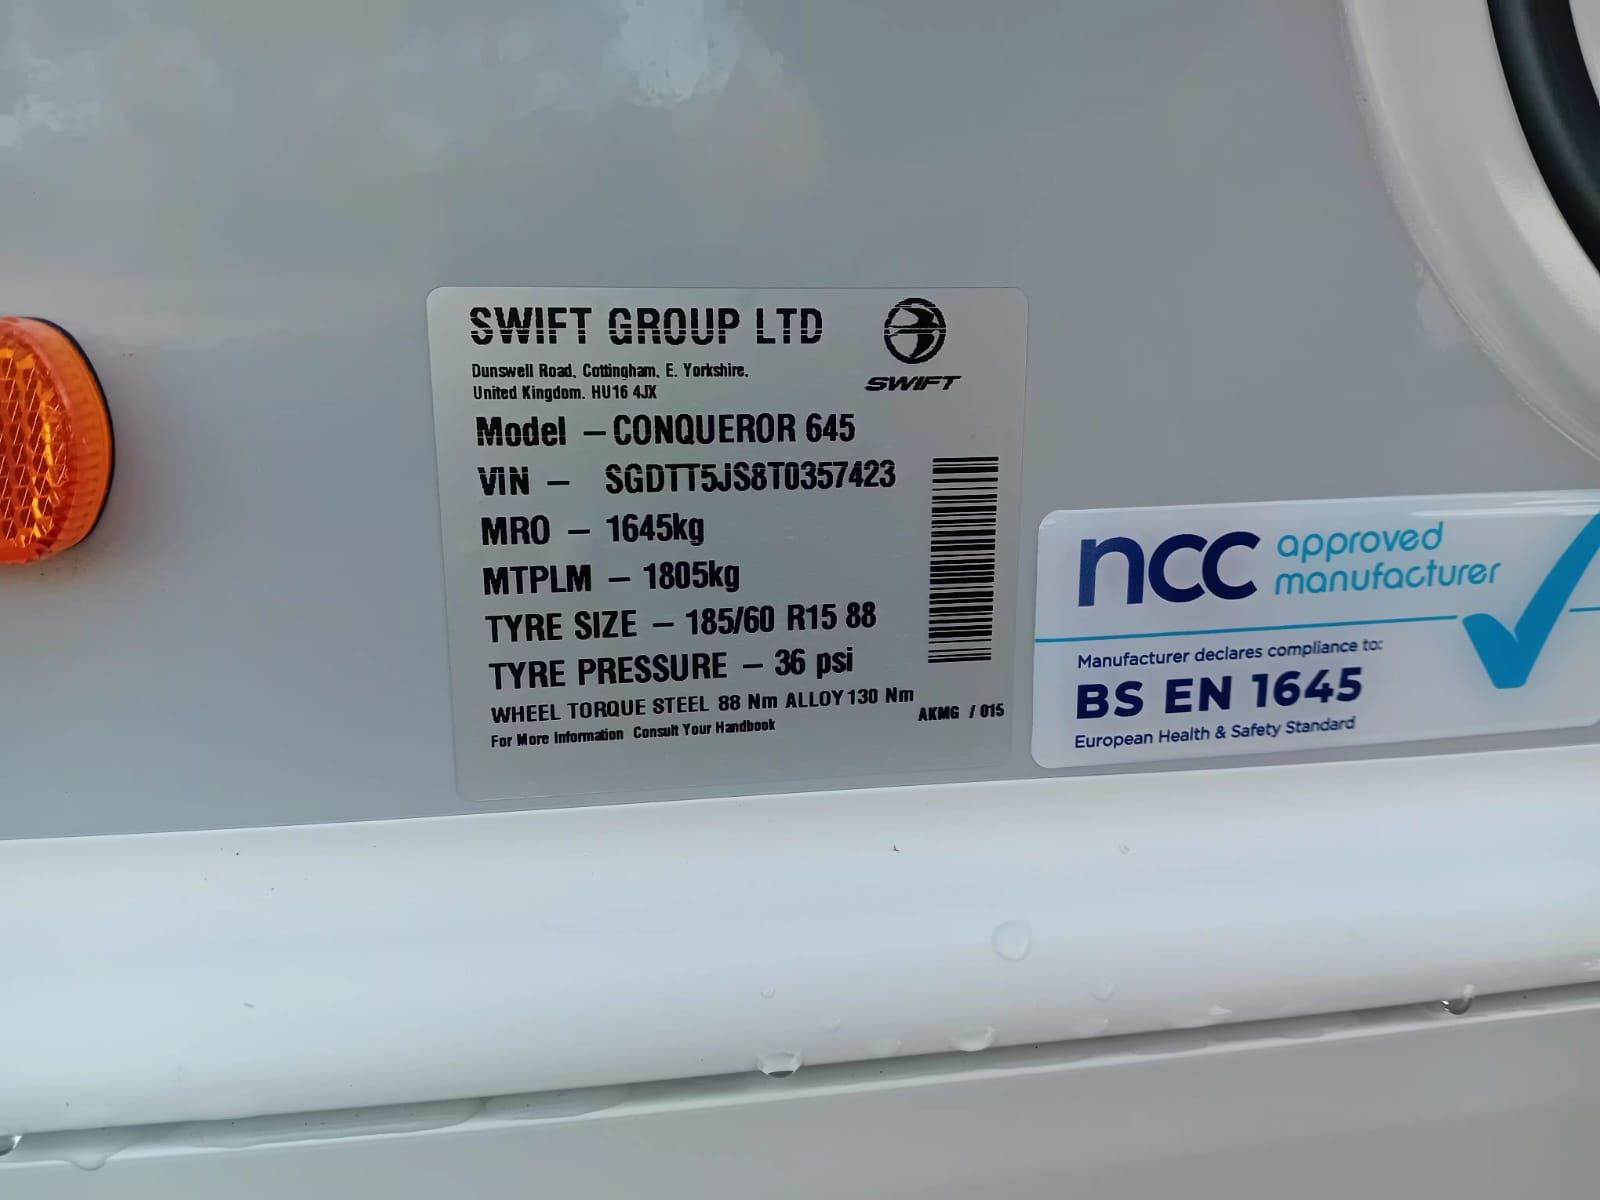 SWIFT GROUP LTD
SWIFT
Dunswell Road, Cottingham, E. Yorkshire,
United Kingdom. HU16 4JX
Model – CONQUEROR 645
VIN – SGDTT5JS8T0357423
MRO – 1645kg
MTPLM – 1805kg
TYRE SIZE – 185/60 R15 88
TYRE PRESSURE – 36 psi
WHEEL TORQUE STEEL 88 Nm ALLOY 130 Nm
For More Information Consult Your Handbook
AKMG / 015
ncc approved
manufacturer
Manufacturer declares compliance to:
BS EN 1645
European Health & Safety Standard